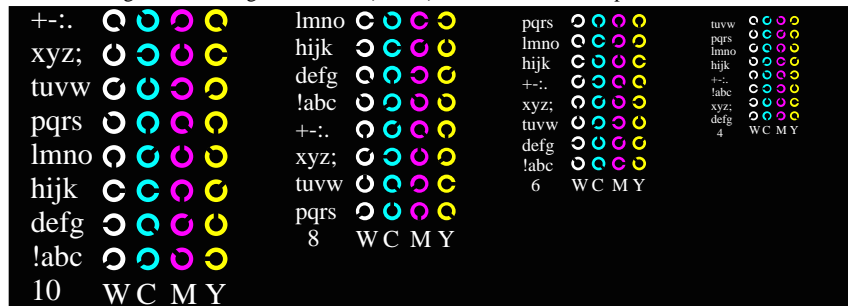 +-:.
xyz;
tuvw
pqrs
lmno
hijk
defg
!abc
10 W C M Y
lmno
hijk
defg
!abc
+-:.
xyz;
tuvw
pqrs
8 W C M Y
pqrs
lmno
hijk
+-:.
xyz;
tuvw
defg
!abc
6 W C M Y
tuvw
pqrs
lmno
hijk
+-:.
!abc
xyz;
defg
4 W C M Y